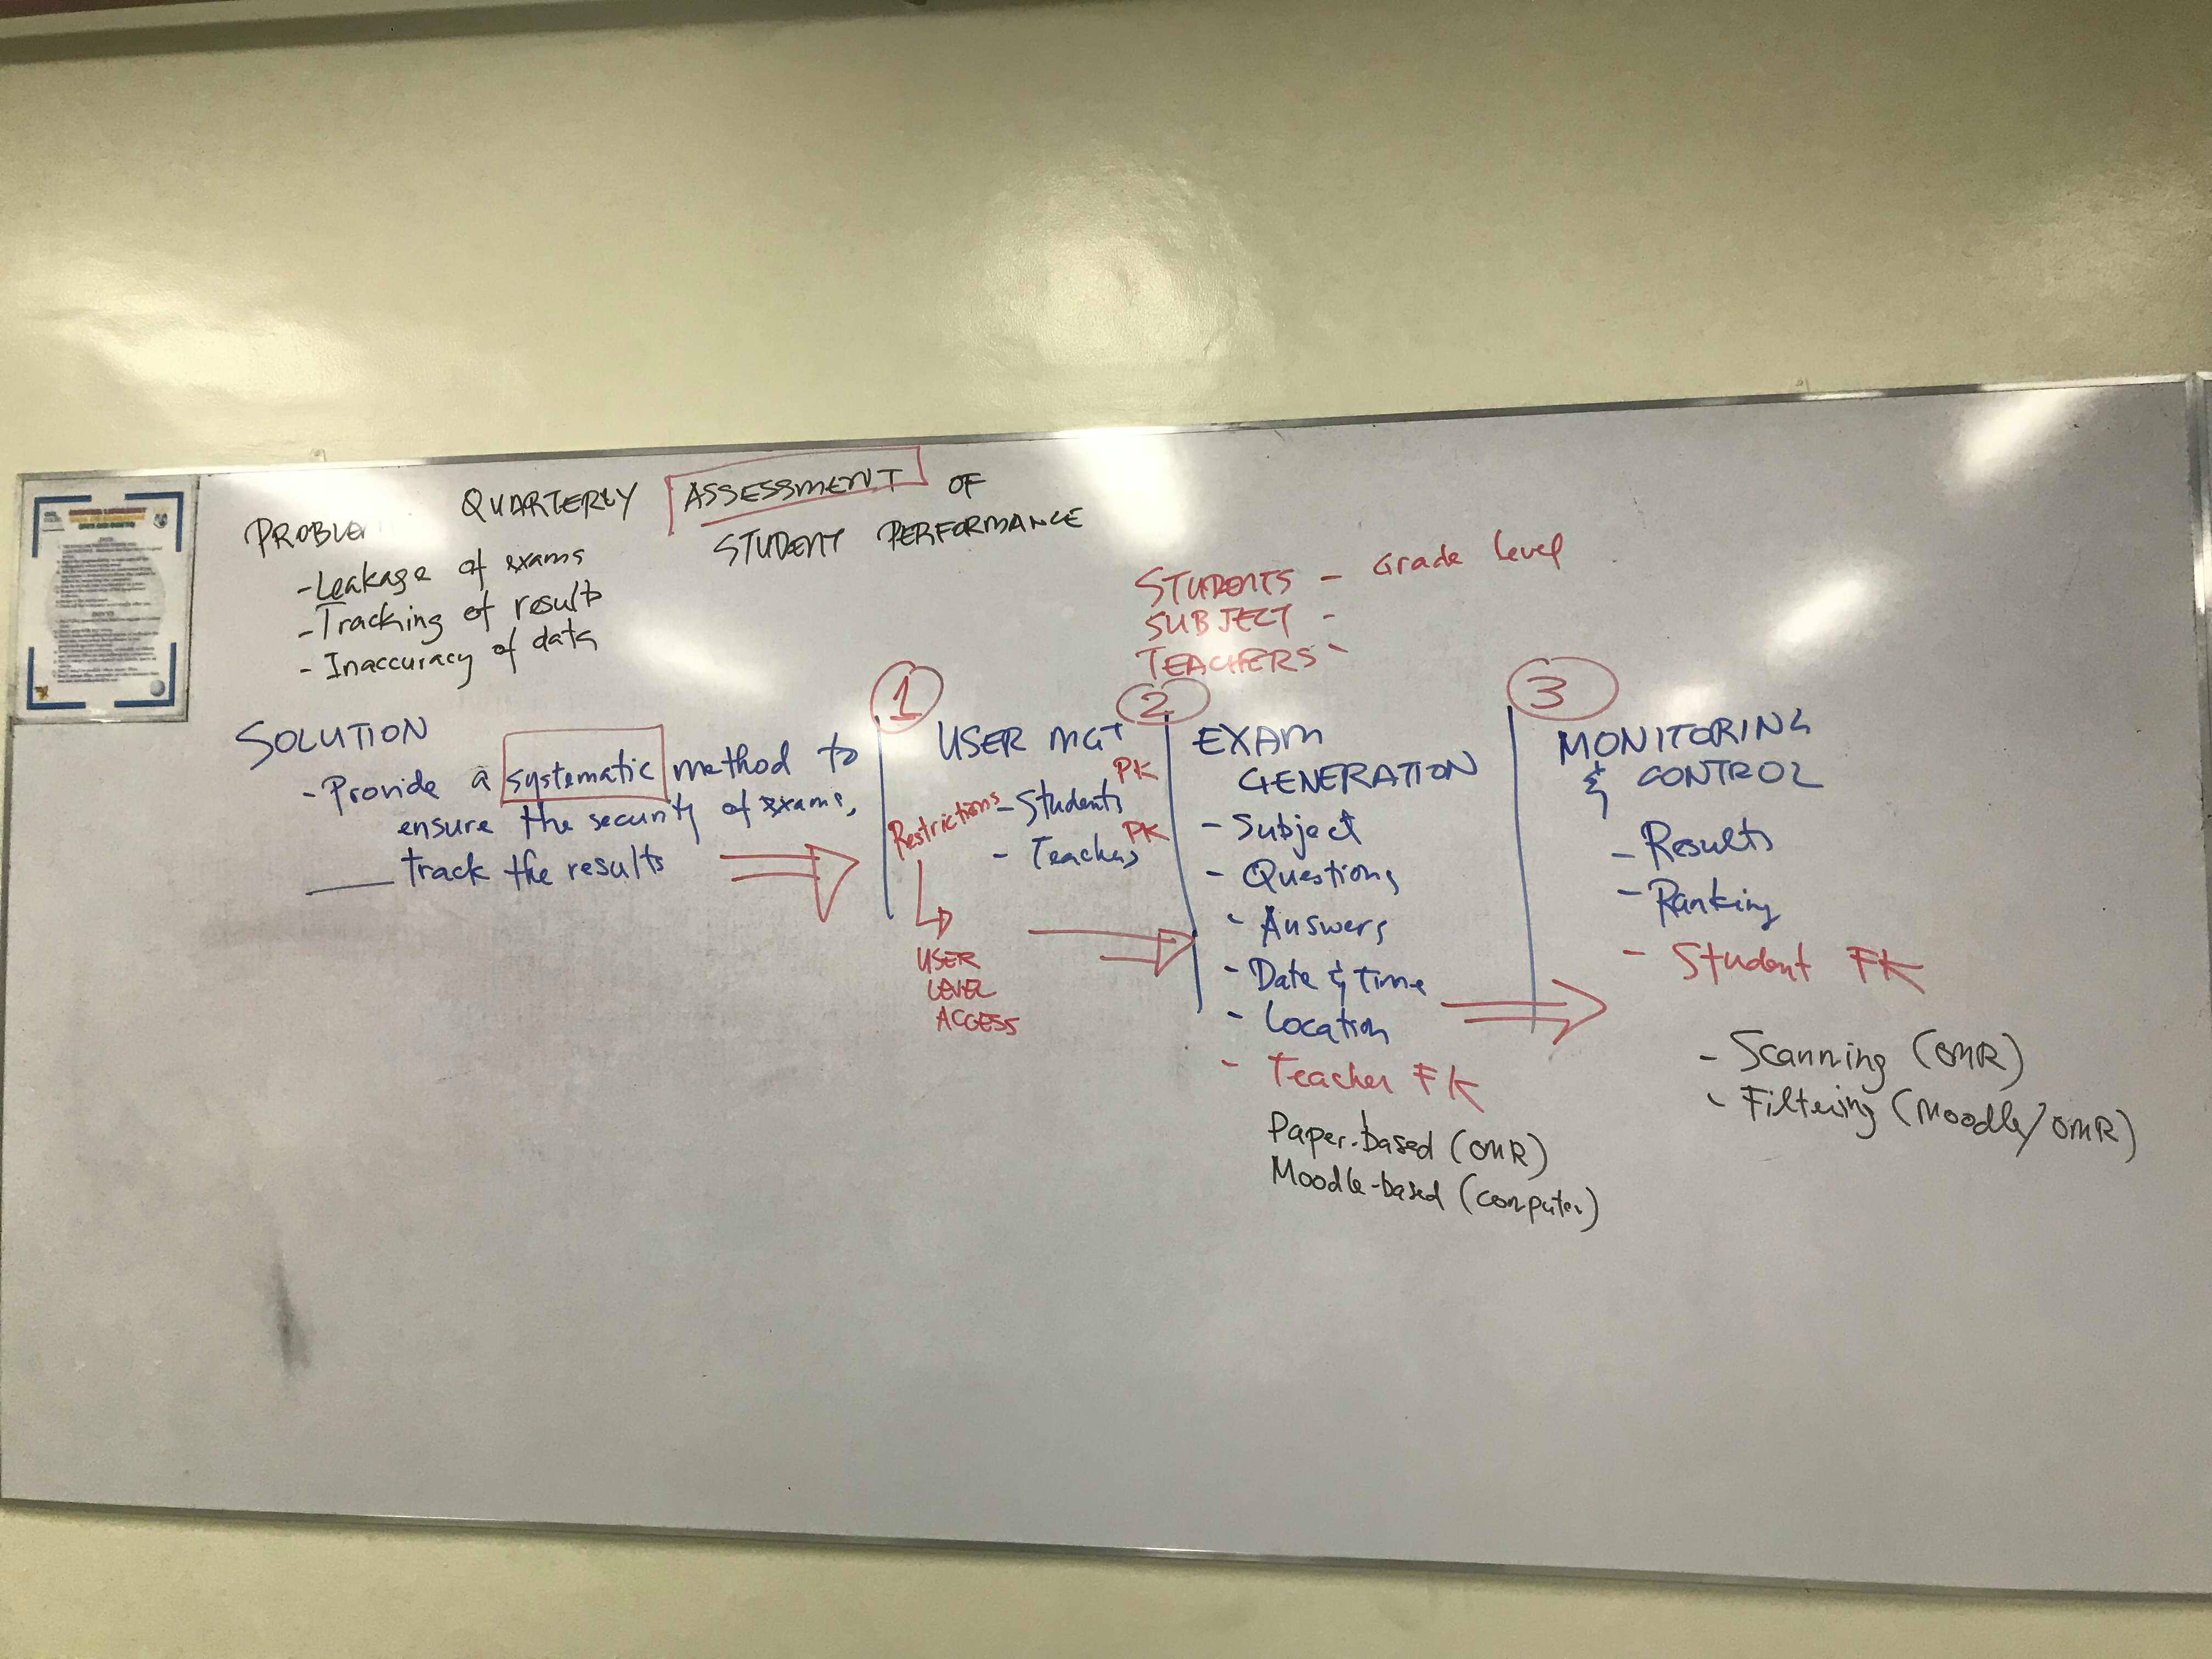 QUARTERLY ASSESSMENT OF
STUDENT PERFORMANCE
PROBLE
-Leakage of exams
-Tracking of results
- Inaccuracy of data
STUDENTS - Grade level
SUBJECT -
TEACHERS -
SOLUTION
- Provide a systematic method to
ensure the security of exams,
track the results
1
USER MGT
Restrictions
- Students PK
- Teachers PK
USER
LEVEL
ACCESS
2
EXAM
GENERATION
- Subject
- Questions
- Answers
- Date & Time
- Location
- Teacher FK
Paper-based (OMR)
Moodle-based (computer)
3
MONITORING
& CONTROL
- Results
- Ranking
- Student FK
- Scanning (OMR)
- Filtering (Moodle/OMR)